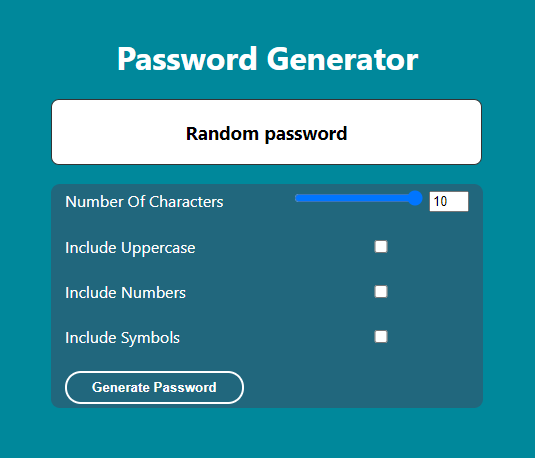 Password Generator
Random password
Number Of Characters 10
Include Uppercase
Include Numbers
Include Symbols
Generate Password